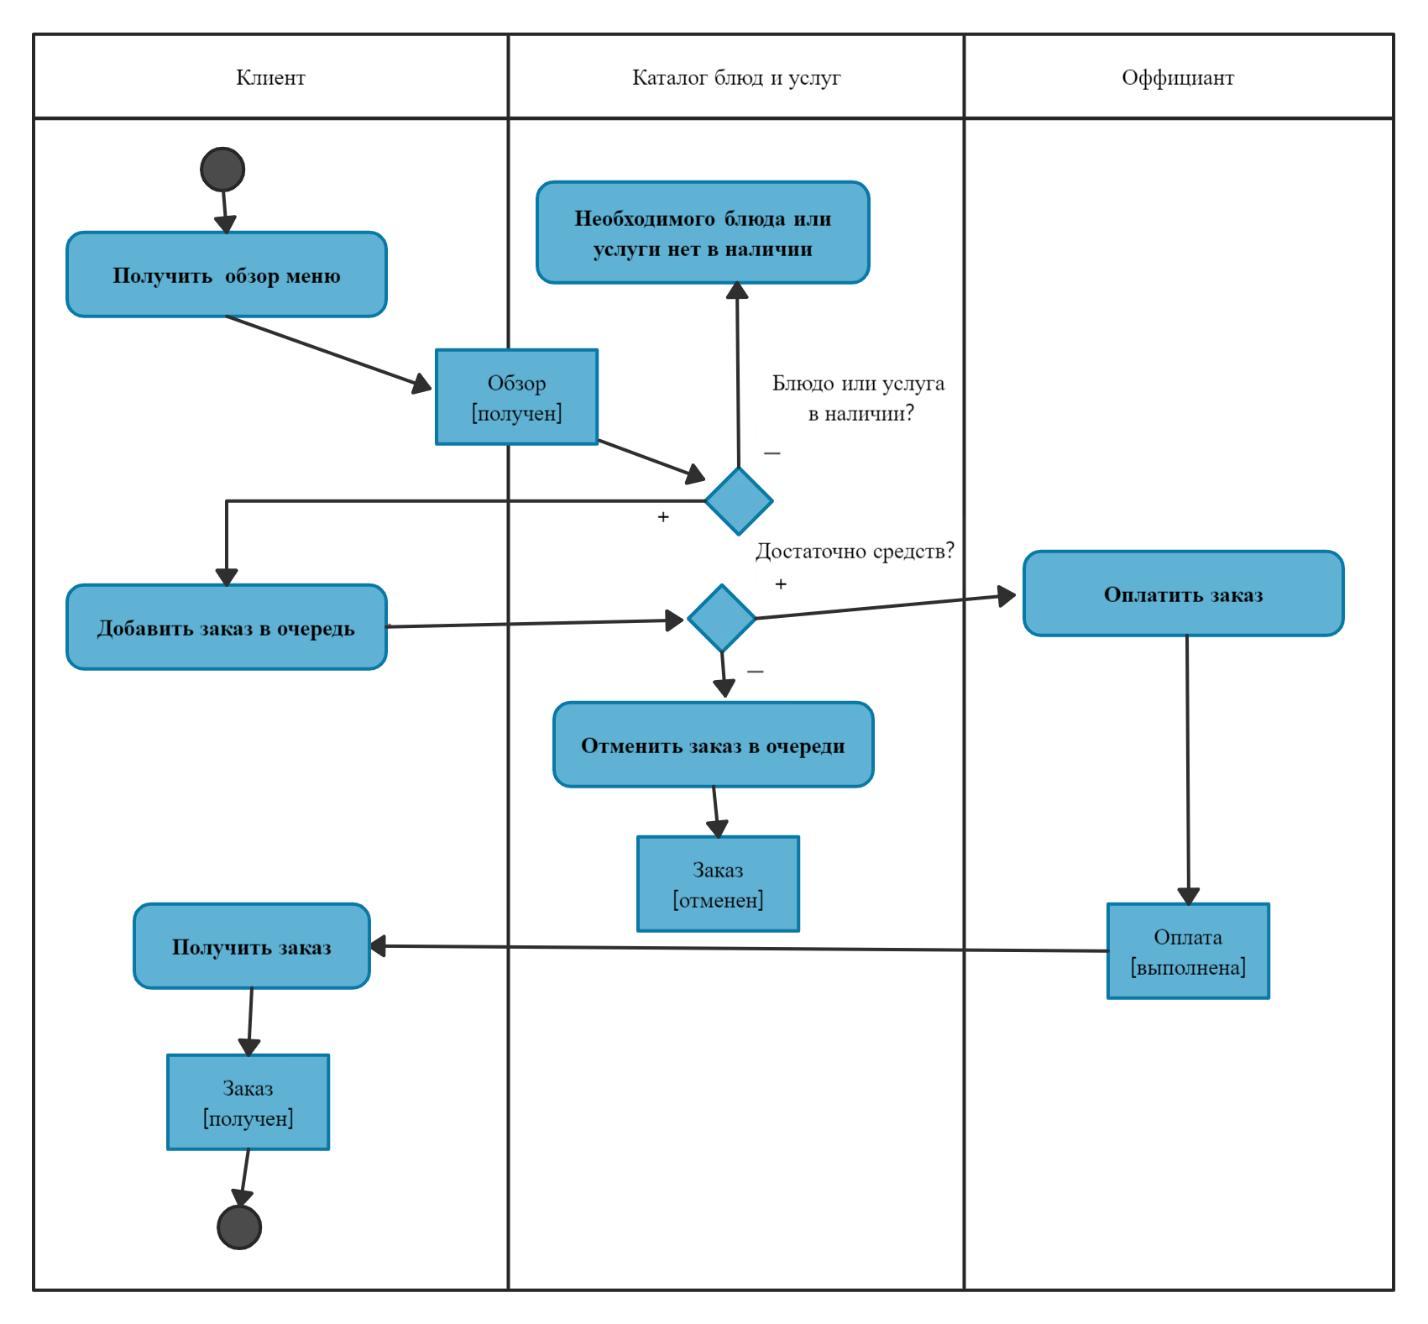 Клиент
Каталог блюд и услуг
Оффициант
Необходимого блюда или
услуги нет в наличии
Получить обзор меню
Обзор
[получен]
Блюдо или услуга
в наличии?
—
+
Достаточно средств?
+
Оплатить заказ
Добавить заказ в очередь
—
Отменить заказ в очереди
Заказ
[отменен]
Получить заказ
Оплата
[выполнена]
Заказ
[получен]